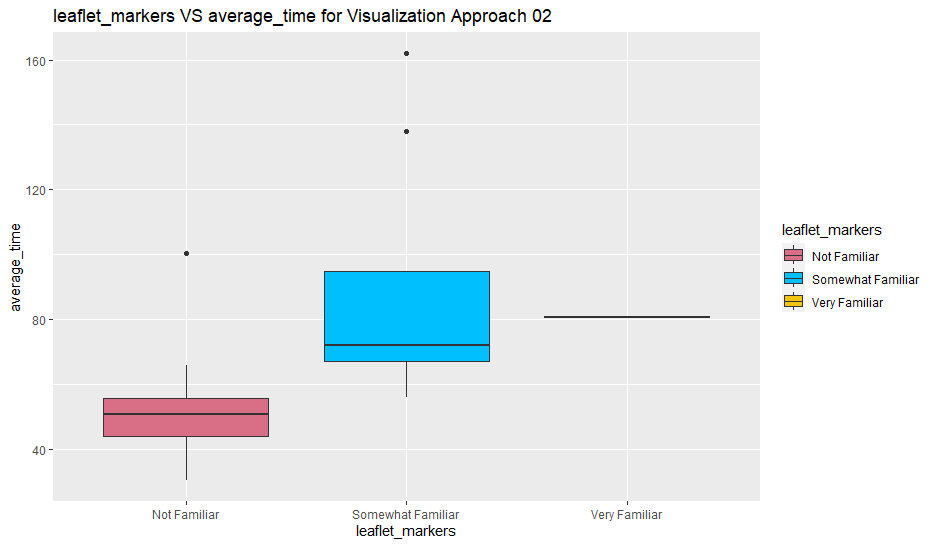 leaflet_markers VS average_time for Visualization Approach 02
average_time
160
120
80
40
Not Familiar
Somewhat Familiar
Very Familiar
leaflet_markers
leaflet_markers
Not Familiar
Somewhat Familiar
Very Familiar